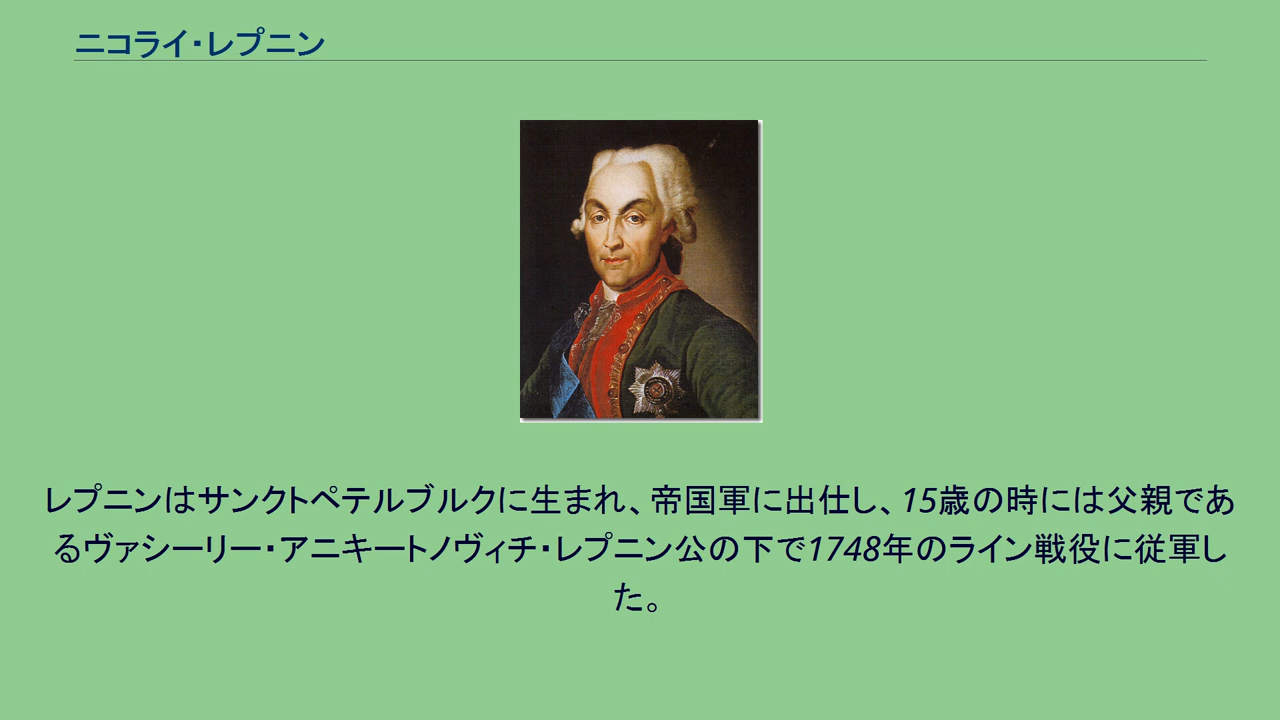 ニコライ・レプニン
レプニンはサンクトペテルブルクに生まれ、帝国軍に出仕し、15歳の時には父親であ
るヴァシーリー・アニキートノヴィチ・レプニン公の下で1748年のライン戦役に従軍し
た。